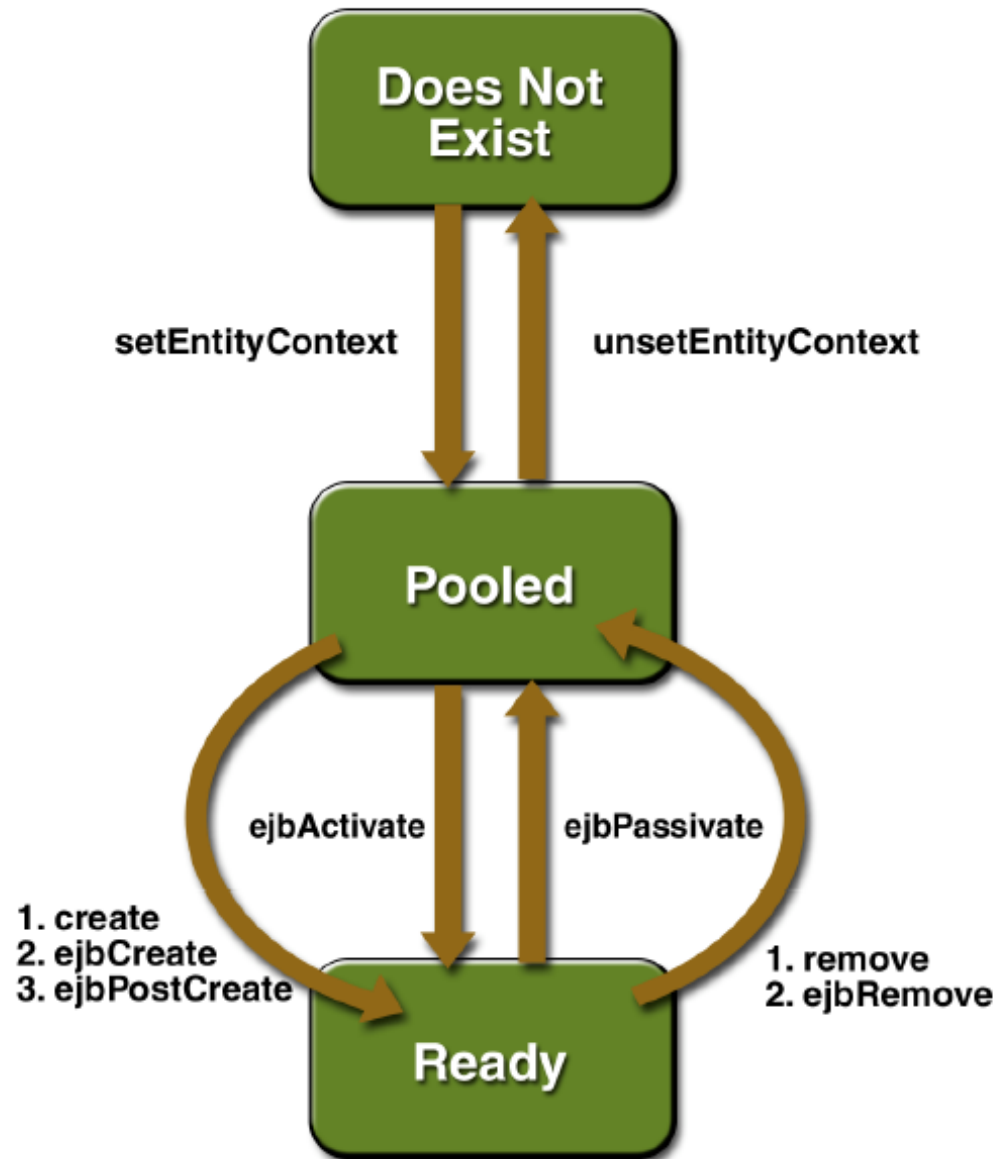 Does Not
Exist
setEntityContext
unsetEntityContext
Pooled
ejbActivate
ejbPassivate
1. create
2. ejbCreate
3. ejbPostCreate
1. remove
2. ejbRemove
Ready